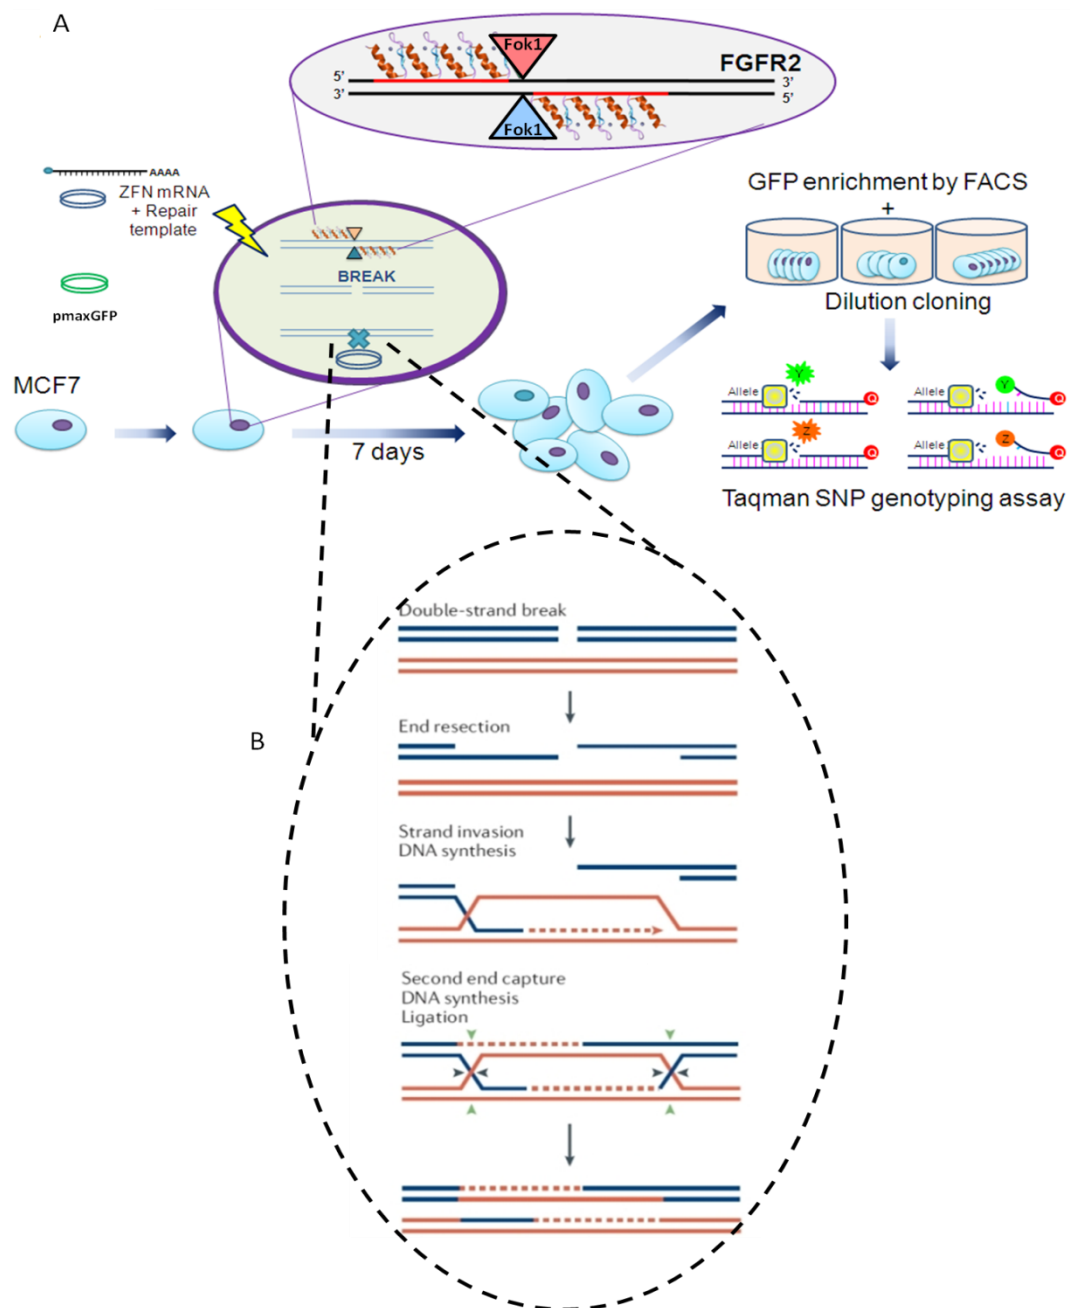 A
Fok1
FGFR2
5'
3'
3'
5'
Fok1
AAAA
ZFN mRNA
+ Repair
template
BREAK
pmaxGFP
MCF7
7 days
GFP enrichment by FACS
+
Dilution cloning
Allele
Y
Q
Allele
Y
Q
Allele
Z
Q
Allele
Z
Q
Taqman SNP genotyping assay
B
Double-strand break
End resection
Strand invasion
DNA synthesis
Second end capture
DNA synthesis
Ligation